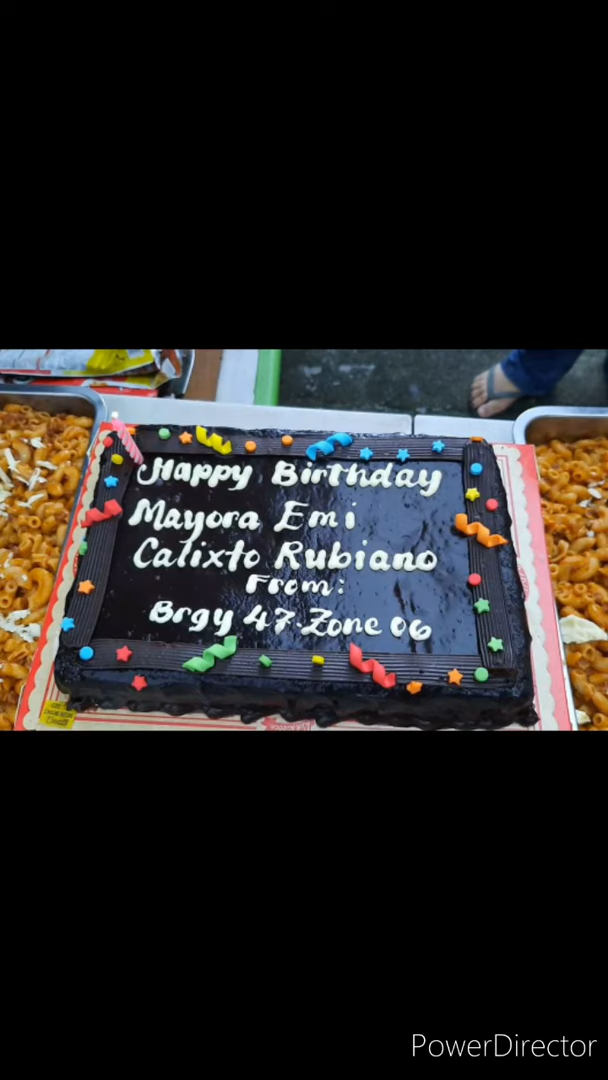 Happy Birthday
Mayora Emi
Calixto Rubiano
From:
Brgy 47-Zone 06
PowerDirector